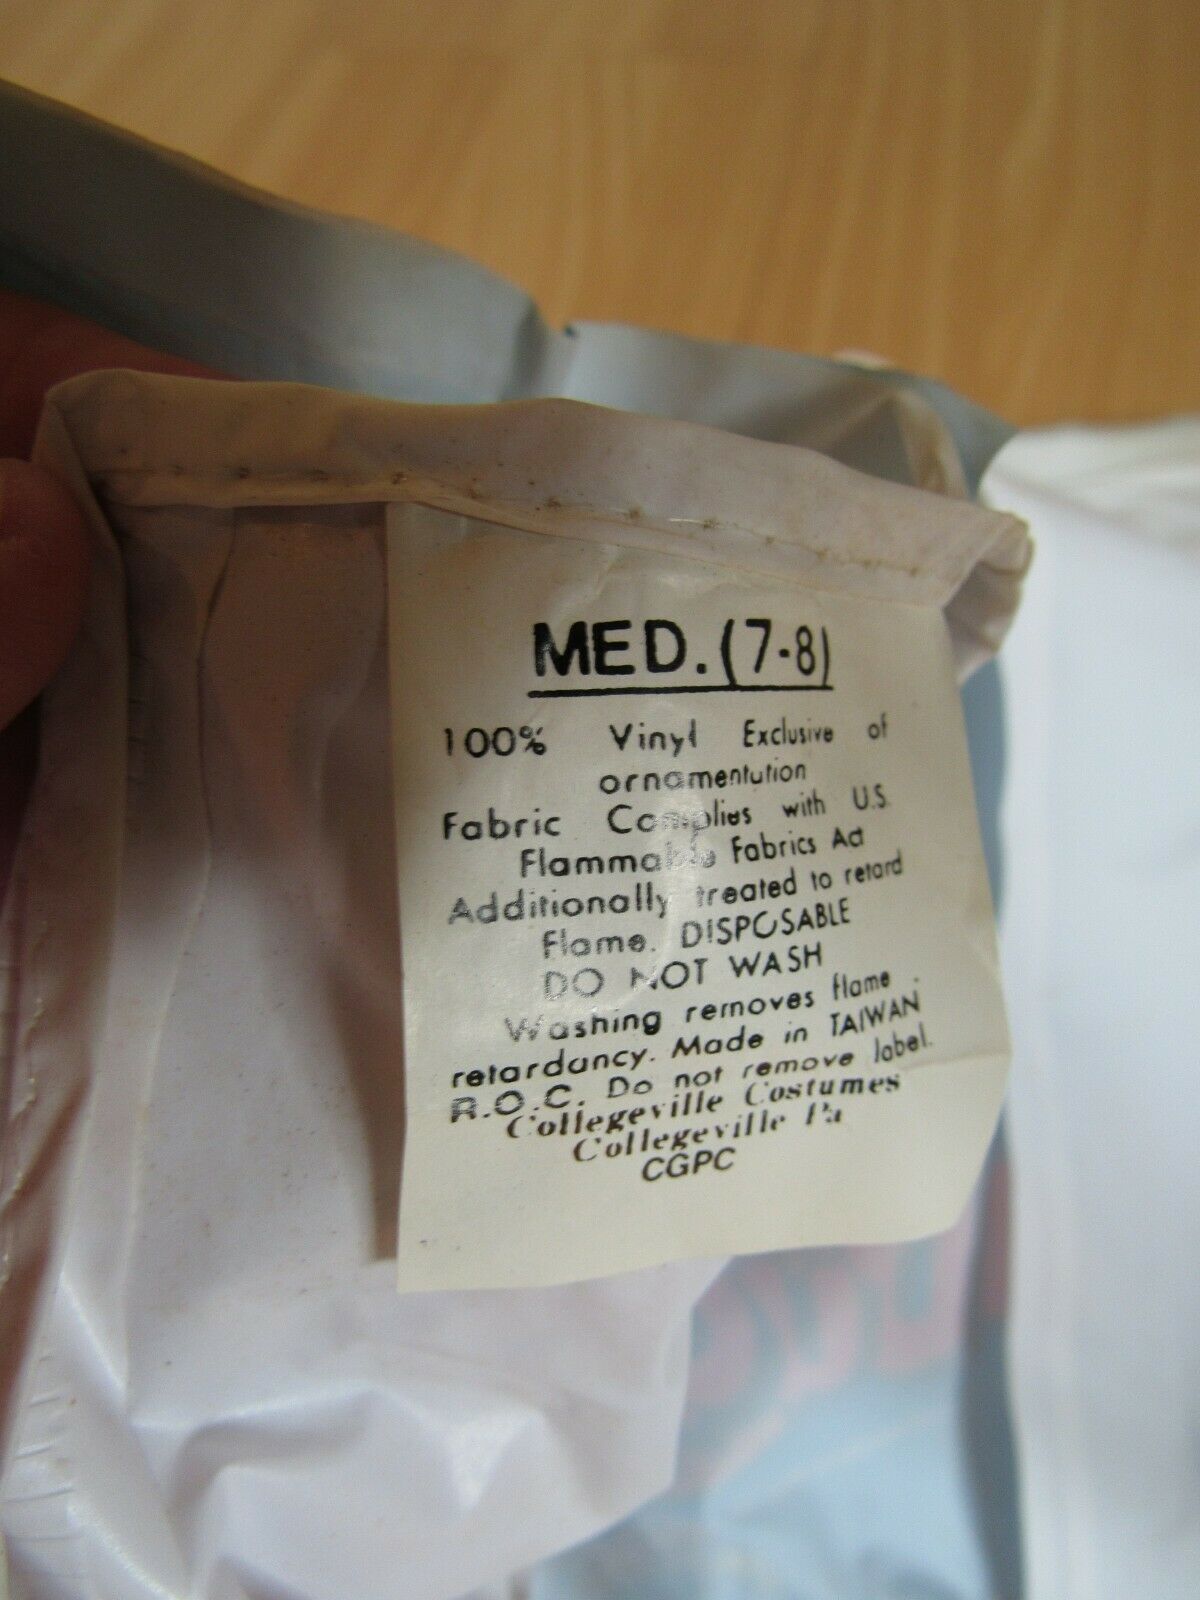 MED. (7-8)
100% Vinyl Exclusive of
ornamentution
Fabric Complies with U.S.
Flammable Fabrics Act
Additionally treated to retard
Flame. DISPOSABLE
DO NOT WASH
Washing removes flame
retardancy. Made in TAIWAN
R.O.C. Do not remove label.
Collegeville Costumes
Collegeville Pa
CGPC